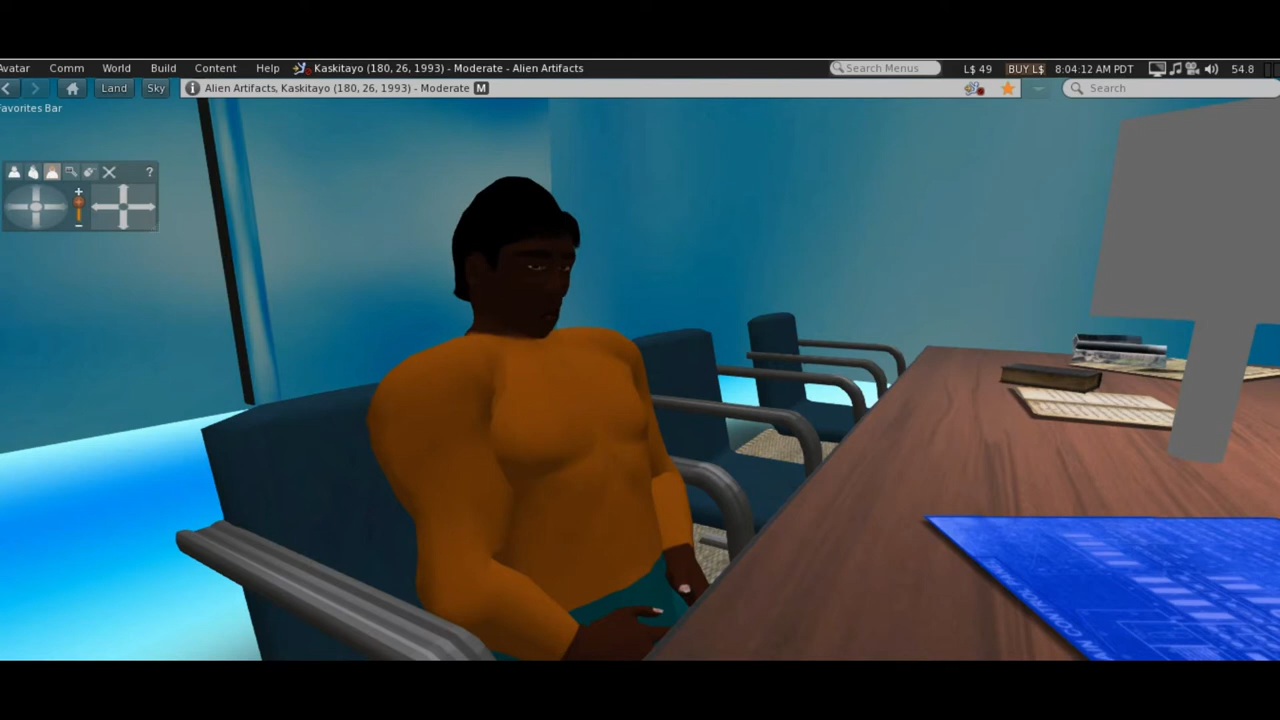 Avatar Comm World Build Content Help Kaskitayo (180, 26, 1993) - Moderate - Alien Artifacts Search Menus L$ 49 BUY L$ 8:04:12 AM PDT 54.8
Land Sky Alien Artifacts, Kaskitayo (180, 26, 1993) - Moderate M Search
Favorites Bar
?